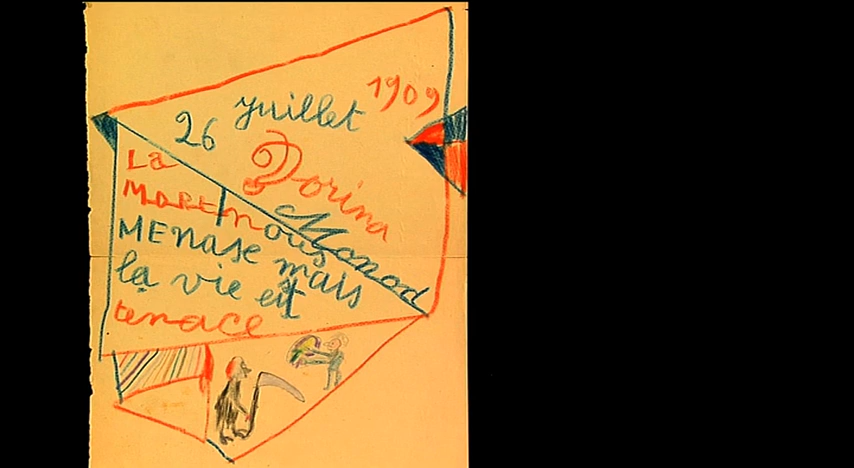 1909
26 juillet
Dorina
Monod
La
MORT nous
MENase mais
la vie est
tenace